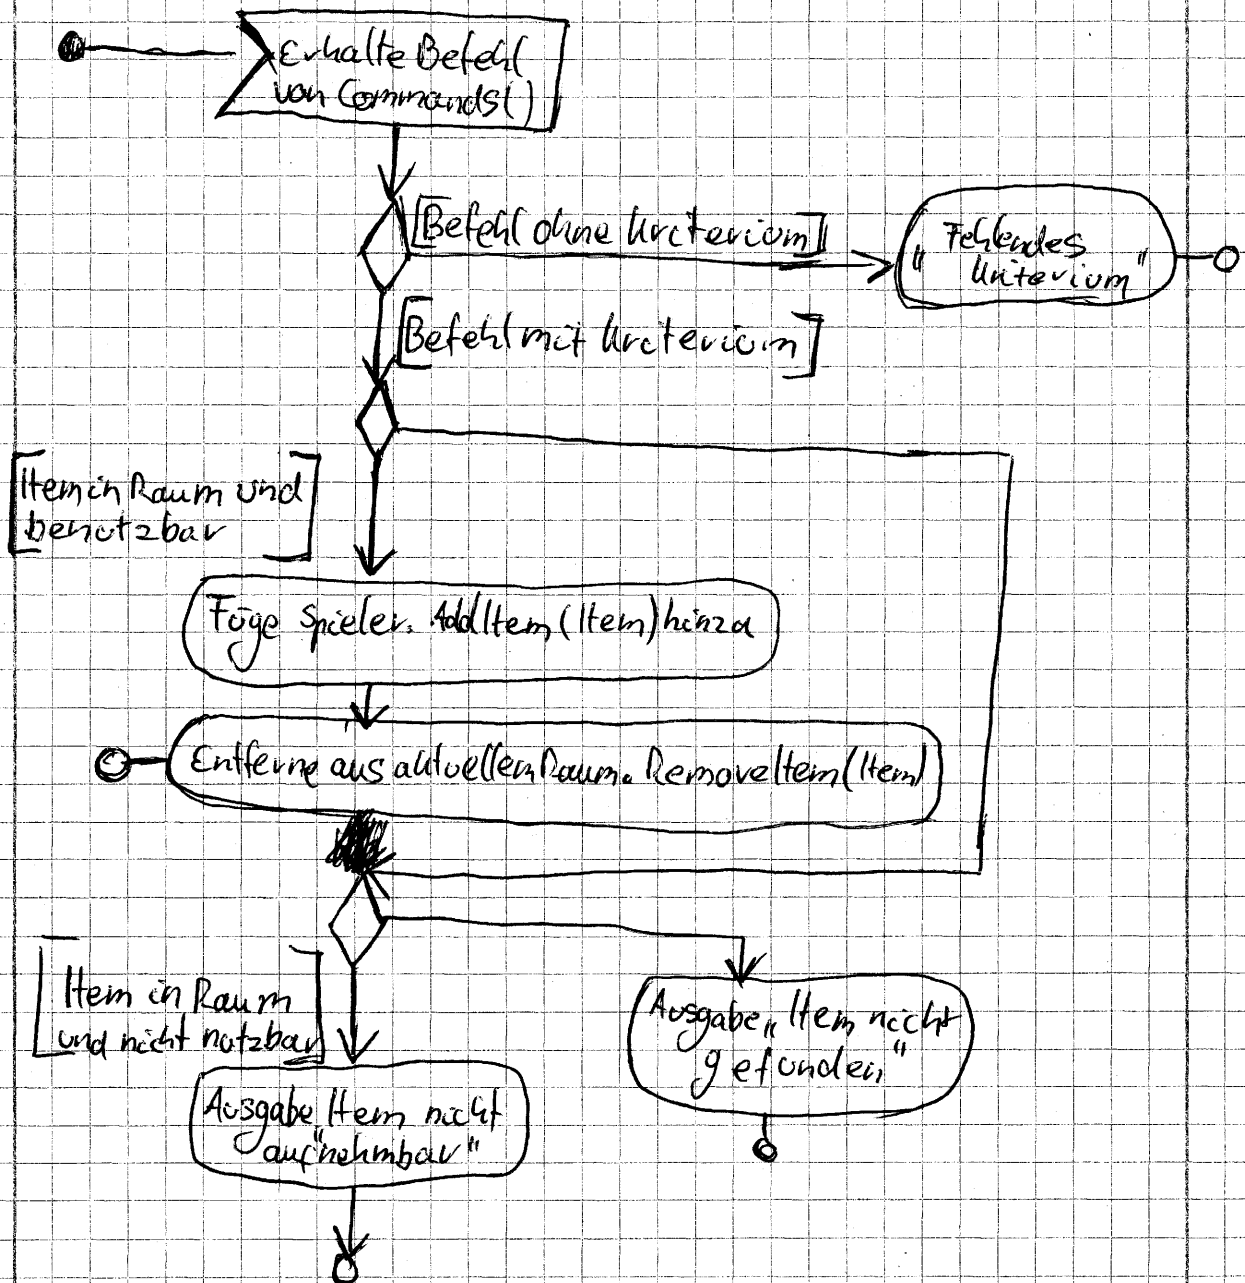 Erhalte Befehl
von Commands()
[Befehl ohne Kriterium]
"Fehlendes
Kriterium"
[Befehl mit Kriterium]
[Item in Raum und
benutzbar]
Füge Spieler.AddItem(Item) hinzu
Entferne aus aktuellem Raum.RemoveItem(Item)
[Item in Raum
und nicht nutzbar]
Ausgabe „Item nicht
gefunden"
Ausgabe „Item nicht
aufnehmbar"